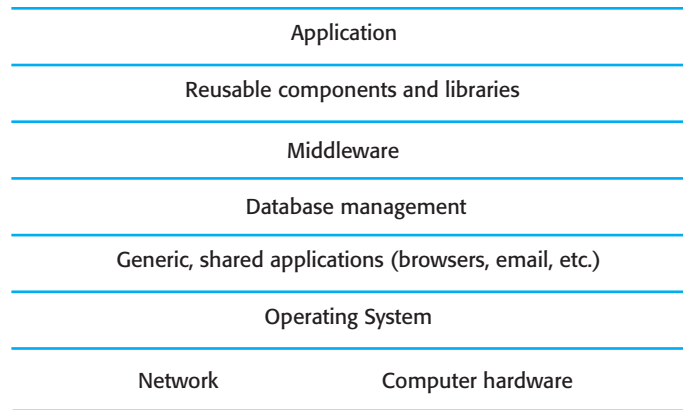 Application
Reusable components and libraries
Middleware
Database management
Generic, shared applications (browsers, email, etc.)
Operating System
Network Computer hardware